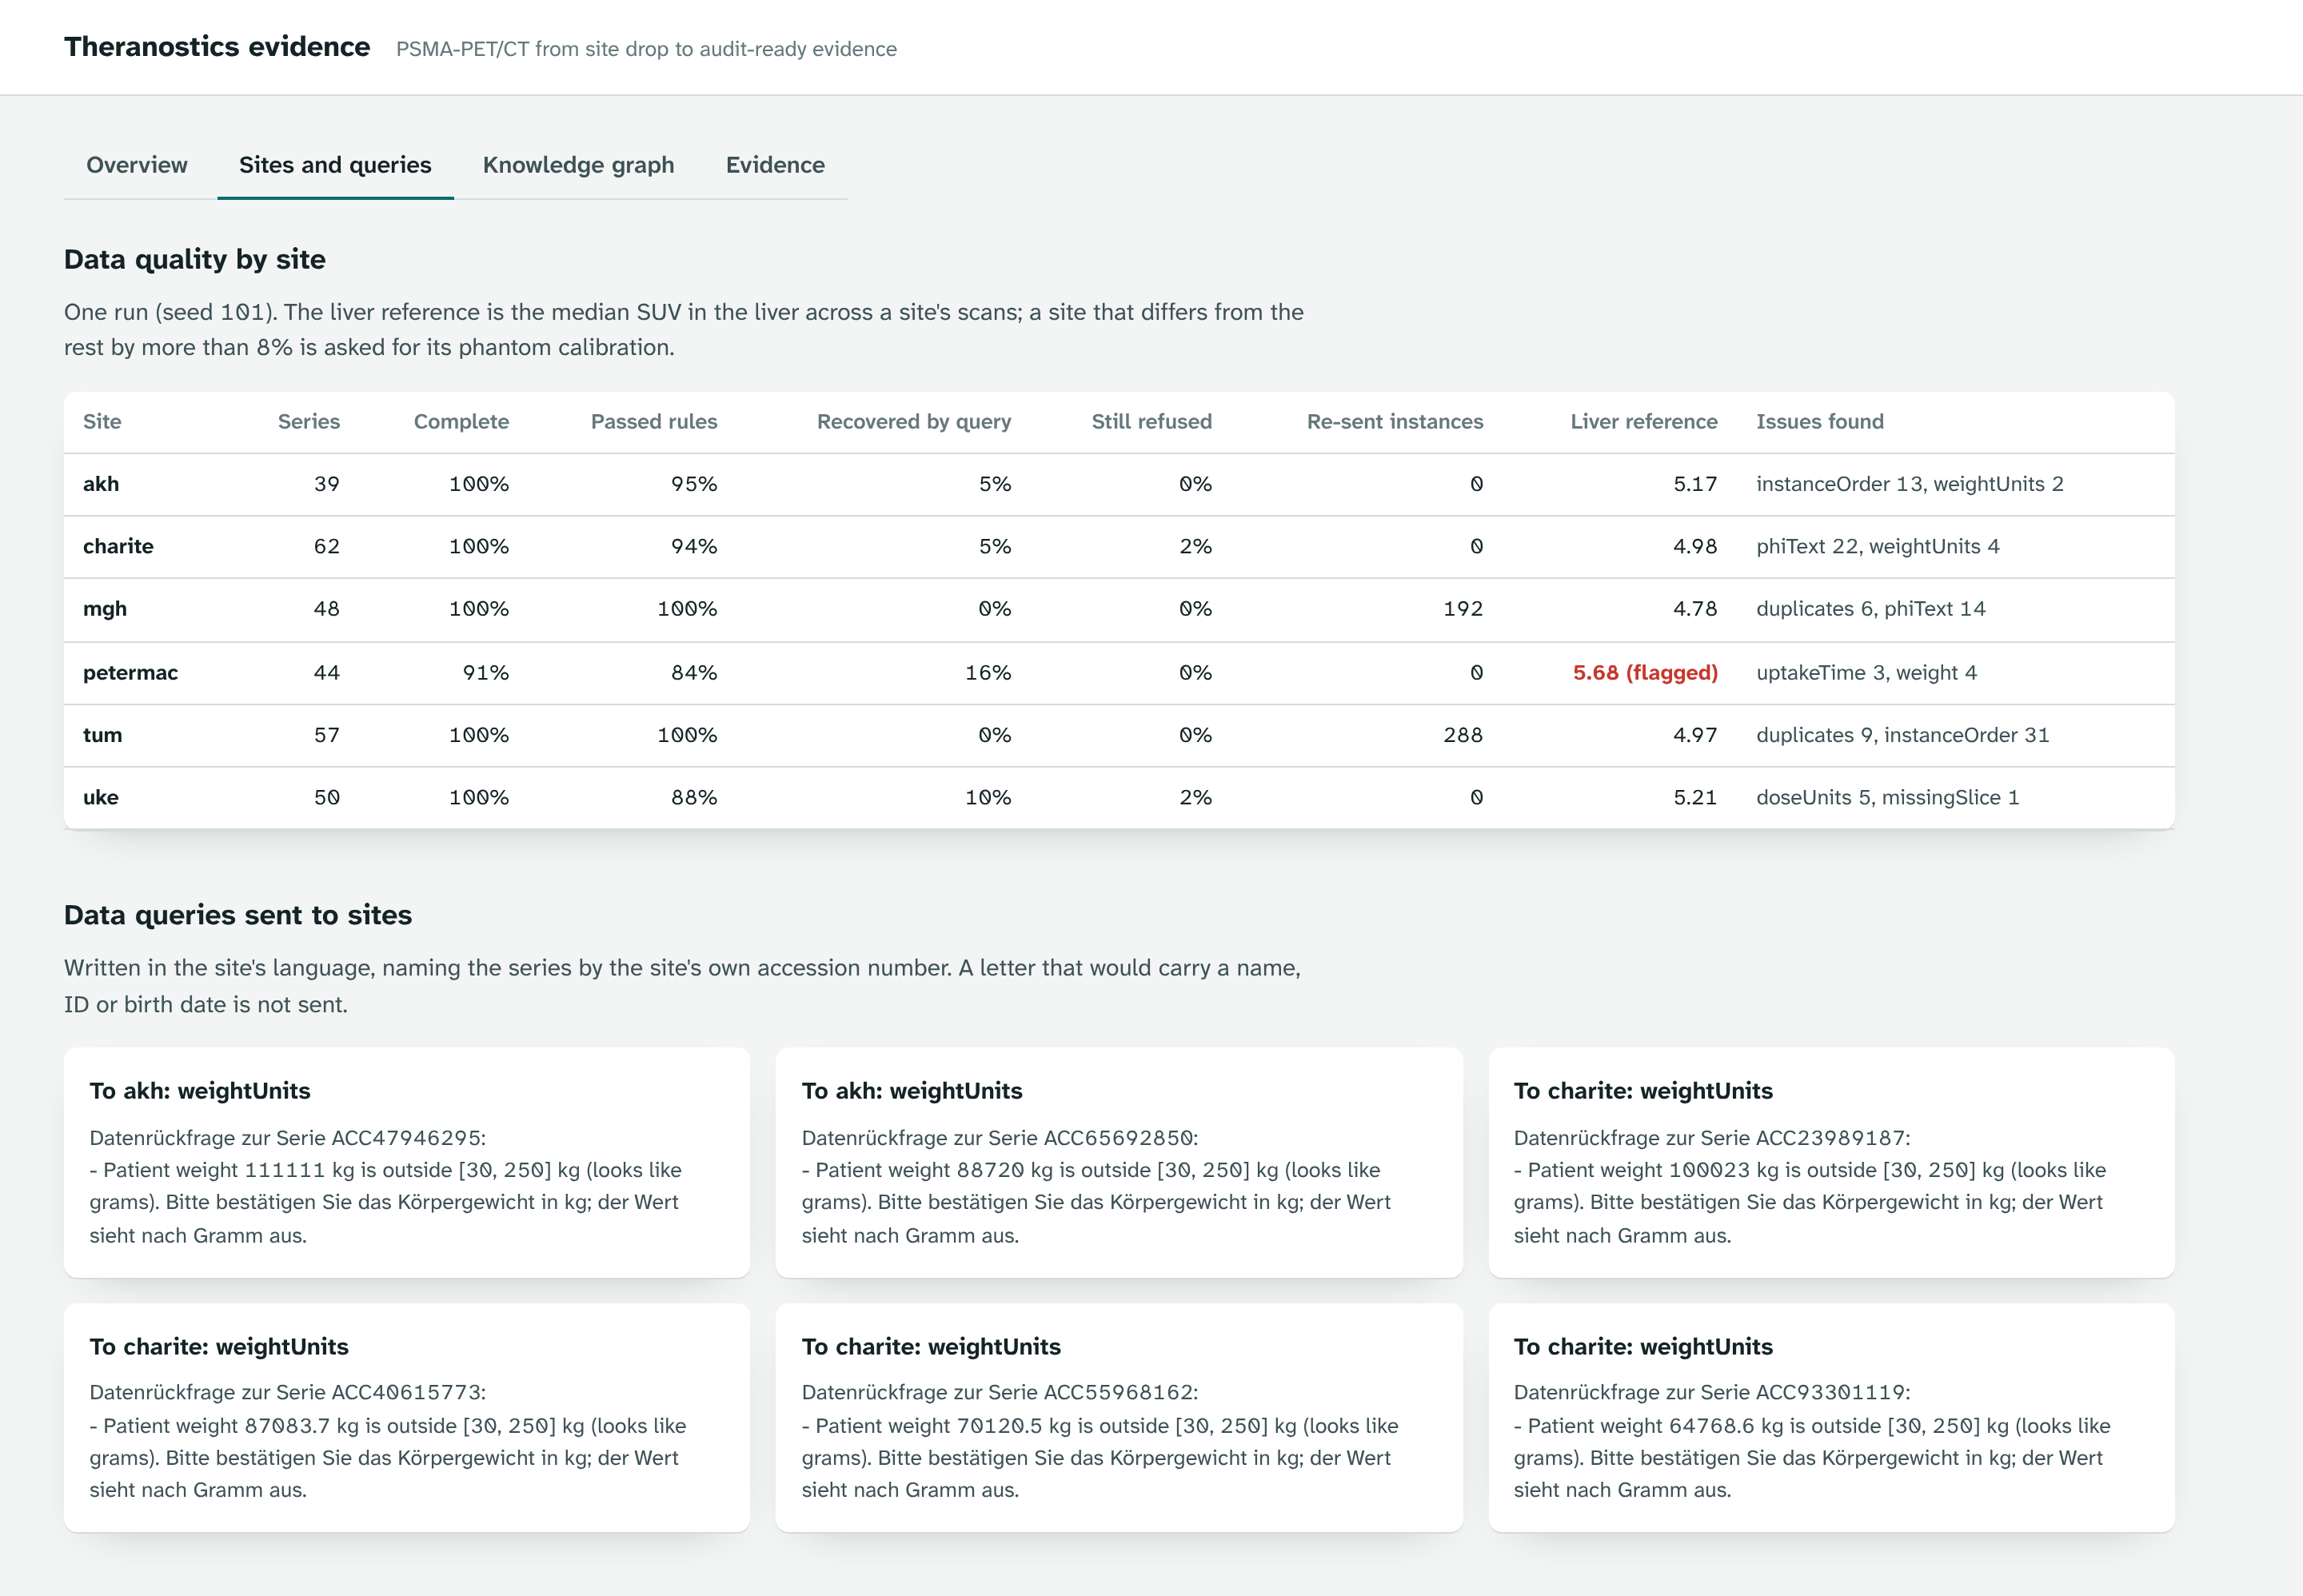 Theranostics evidence PSMA-PET/CT from site drop to audit-ready evidence
Overview Sites and queries Knowledge graph Evidence
Data quality by site
One run (seed 101). The liver reference is the median SUV in the liver across a site's scans; a site that differs from the
rest by more than 8% is asked for its phantom calibration.
Site Series Complete Passed rules Recovered by query Still refused Re-sent instances Liver reference Issues found
akh 39 100% 95% 5% 0% 0 5.17 instanceOrder 13, weightUnits 2
charite 62 100% 94% 5% 2% 0 4.98 phiText 22, weightUnits 4
mgh 48 100% 100% 0% 0% 192 4.78 duplicates 6, phiText 14
petermac 44 91% 84% 16% 0% 0 5.68 (flagged) uptakeTime 3, weight 4
tum 57 100% 100% 0% 0% 288 4.97 duplicates 9, instanceOrder 31
uke 50 100% 88% 10% 2% 0 5.21 doseUnits 5, missingSlice 1
Data queries sent to sites
Written in the site's language, naming the series by the site's own accession number. A letter that would carry a name,
ID or birth date is not sent.
To akh: weightUnits
Datenrückfrage zur Serie ACC47946295:
- Patient weight 111111 kg is outside [30, 250] kg (looks like
grams). Bitte bestätigen Sie das Körpergewicht in kg; der Wert
sieht nach Gramm aus.
To akh: weightUnits
Datenrückfrage zur Serie ACC65692850:
- Patient weight 88720 kg is outside [30, 250] kg (looks like
grams). Bitte bestätigen Sie das Körpergewicht in kg; der Wert
sieht nach Gramm aus.
To charite: weightUnits
Datenrückfrage zur Serie ACC23989187:
- Patient weight 100023 kg is outside [30, 250] kg (looks like
grams). Bitte bestätigen Sie das Körpergewicht in kg; der Wert
sieht nach Gramm aus.
To charite: weightUnits
Datenrückfrage zur Serie ACC40615773:
- Patient weight 87083.7 kg is outside [30, 250] kg (looks like
grams). Bitte bestätigen Sie das Körpergewicht in kg; der Wert
sieht nach Gramm aus.
To charite: weightUnits
Datenrückfrage zur Serie ACC55968162:
- Patient weight 70120.5 kg is outside [30, 250] kg (looks like
grams). Bitte bestätigen Sie das Körpergewicht in kg; der Wert
sieht nach Gramm aus.
To charite: weightUnits
Datenrückfrage zur Serie ACC93301119:
- Patient weight 64768.6 kg is outside [30, 250] kg (looks like
grams). Bitte bestätigen Sie das Körpergewicht in kg; der Wert
sieht nach Gramm aus.